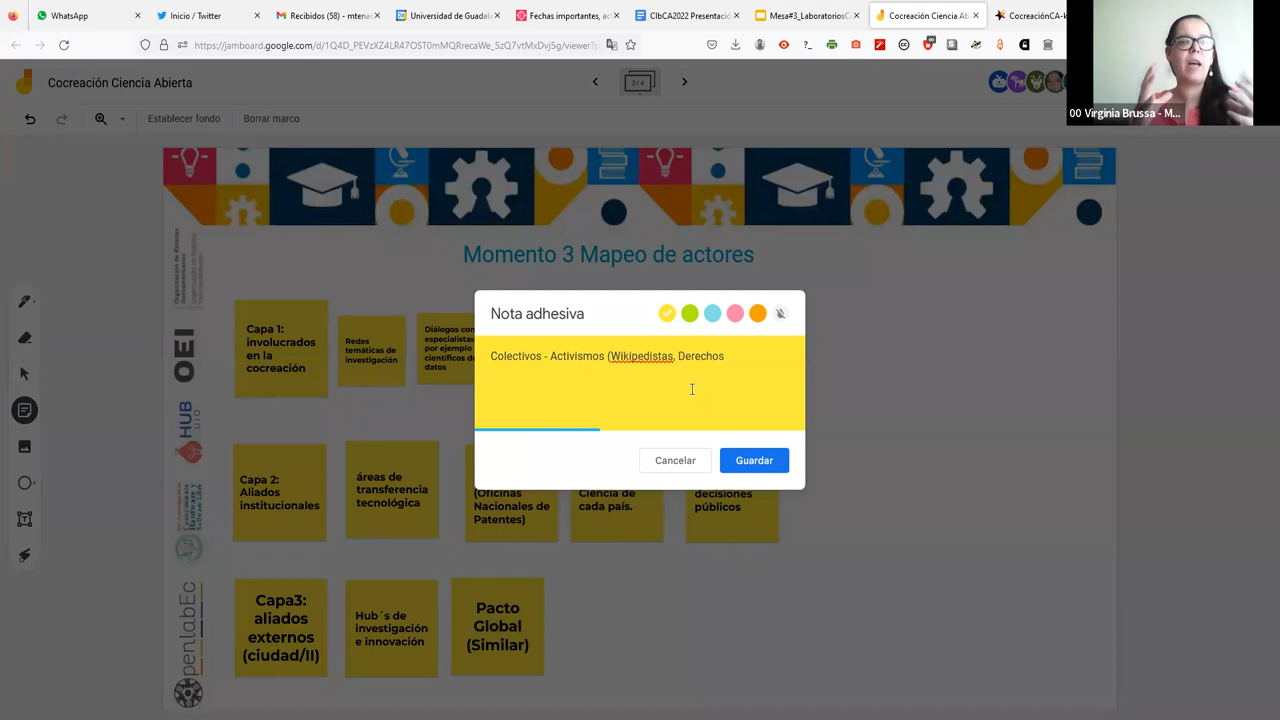 WhatsApp
Inicio / Twitter
Recibidos (58) - mtena
Universidad de Guadal
Fechas importantes, ac
CIbCA2022 Presentació
Mesa#3_LaboratoriosC
Cocreación Ciencia Ab
CocreaciónCA-k
https://jamboard.google.com/d/1Q4D_PEVzXZ4LR47OST0mMQRi
Cocreación Ciencia Abierta
3 / 4
00 Virginia Brussa - M...
Establecer fondo
Borrar marco
Momento 3 Mapeo de actores
OEI
HUB
UIO
OpenlabEc
Capa 1:
involucrados
en la
cocreación
Redes
temáticas de
investigación
Diálogos con
especialistas
por ejemplo
científicos de
datos
Nota adhesiva
Colectivos - Activismos (Wikipedistas, Derechos
Cancelar
Guardar
Capa 2:
Aliados
institucionales
áreas de
transferencia
tecnológica
(Oficinas
Nacionales de
Patentes)
Ciencia de
cada país.
decisiones
públicos
Capa3:
aliados
externos
(ciudad/II)
Hub´s de
investigación
e innovación
Pacto
Global
(Similar)